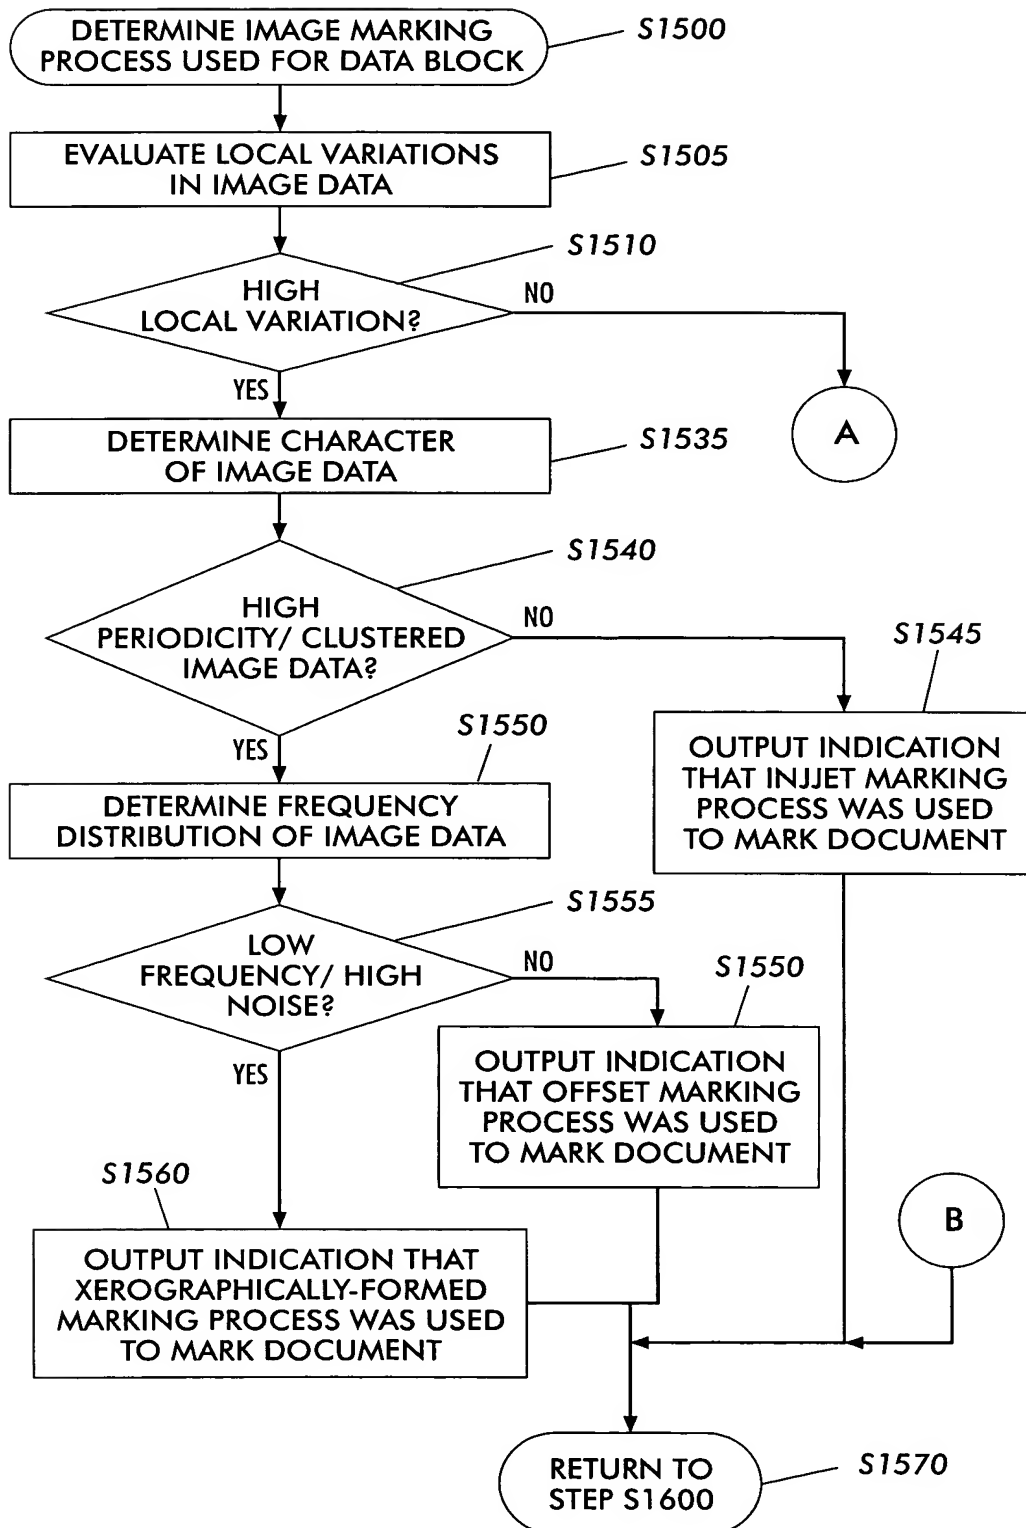 DETERMINE IMAGE MARKING
PROCESS USED FOR DATA BLOCK
S1500
EVALUATE LOCAL VARIATIONS
IN IMAGE DATA
S1505
S1510
HIGH
LOCAL VARIATION?
NO
YES
A
DETERMINE CHARACTER
OF IMAGE DATA
S1535
S1540
HIGH
PERIODICITY/ CLUSTERED
IMAGE DATA?
NO
YES
S1545
OUTPUT INDICATION
THAT INJJET MARKING
PROCESS WAS USED
TO MARK DOCUMENT
S1550
DETERMINE FREQUENCY
DISTRIBUTION OF IMAGE DATA
S1555
LOW
FREQUENCY/ HIGH
NOISE?
NO
YES
S1550
OUTPUT INDICATION
THAT OFFSET MARKING
PROCESS WAS USED
TO MARK DOCUMENT
S1560
OUTPUT INDICATION THAT
XEROGRAPHICALLY-FORMED
MARKING PROCESS WAS USED
TO MARK DOCUMENT
B
RETURN TO
STEP S1600
S1570